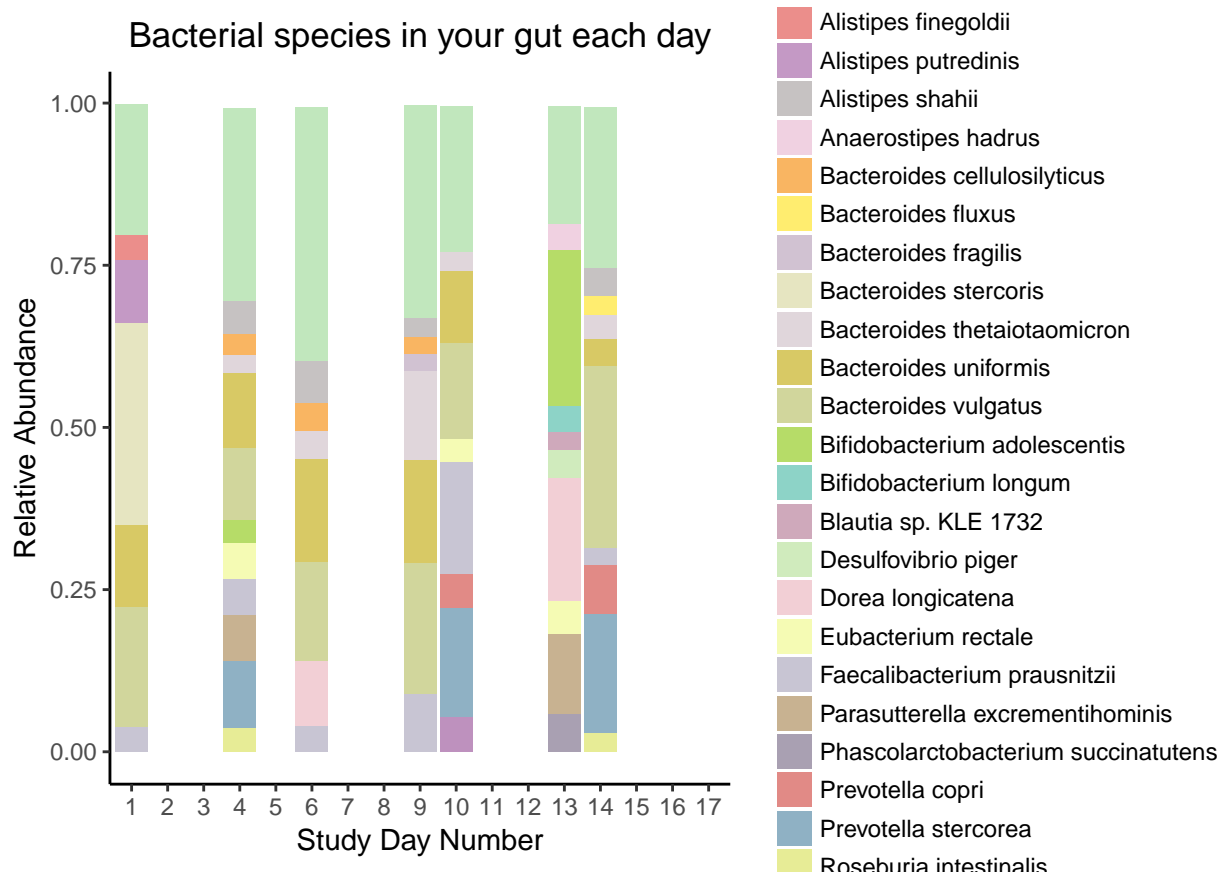 Bacterial species in your gut each day
Relative Abundance
1.00
0.75
0.50
0.25
0.00
1 2 3 4 5 6 7 8 9 10 11 12 13 14 15 16 17
Study Day Number
Alistipes finegoldii
Alistipes putredinis
Alistipes shahii
Anaerostipes hadrus
Bacteroides cellulosilyticus
Bacteroides fluxus
Bacteroides fragilis
Bacteroides stercoris
Bacteroides thetaiotaomicron
Bacteroides uniformis
Bacteroides vulgatus
Bifidobacterium adolescentis
Bifidobacterium longum
Blautia sp. KLE 1732
Desulfovibrio piger
Dorea longicatena
Eubacterium rectale
Faecalibacterium prausnitzii
Parasutterella excrementihominis
Phascolarctobacterium succinatutens
Prevotella copri
Prevotella stercorea
Roseburia intestinalis